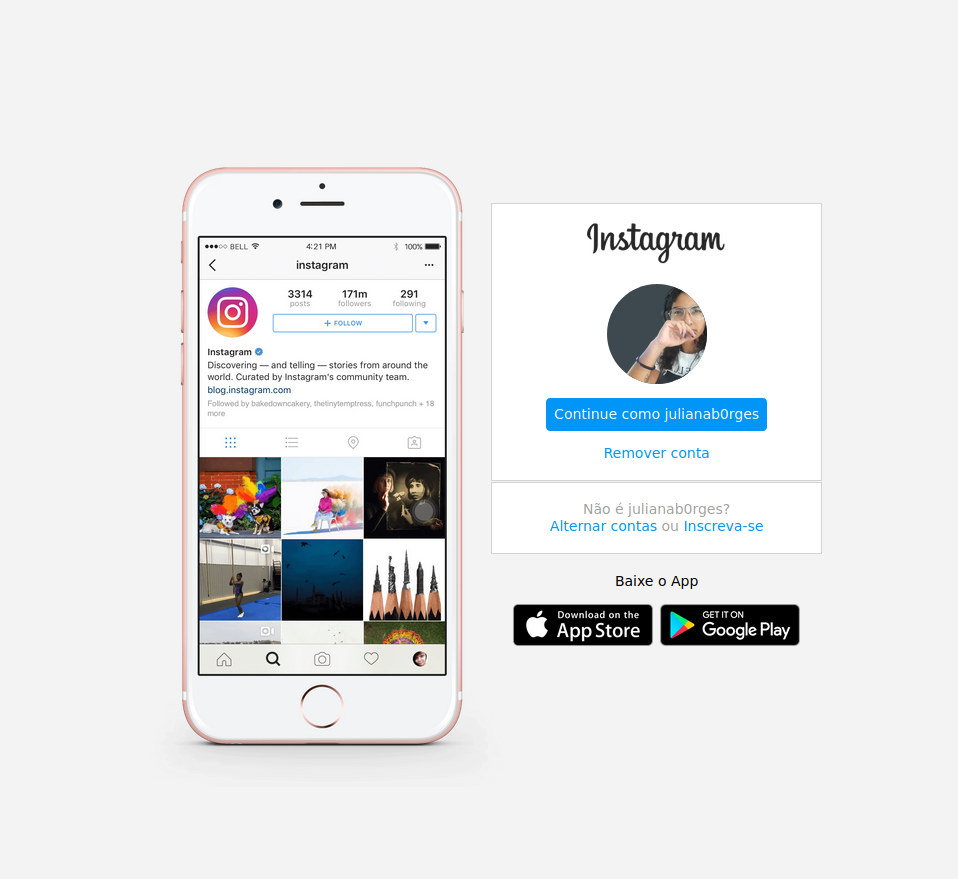 BELL
4:21 PM
100%
instagram
3314
171m
291
posts
followers
following
+ FOLLOW
Instagram
Discovering — and telling — stories from around the
world. Curated by Instagram's community team.
blog.instagram.com
Followed by bakedowncakery, thetinytemptress, funchpunch + 18
more
Instagram
Continue como julianab0rges
Remover conta
Não é julianab0rges?
Alternar contas ou Inscreva-se
Baixe o App
Download on the
App Store
GET IT ON
Google Play